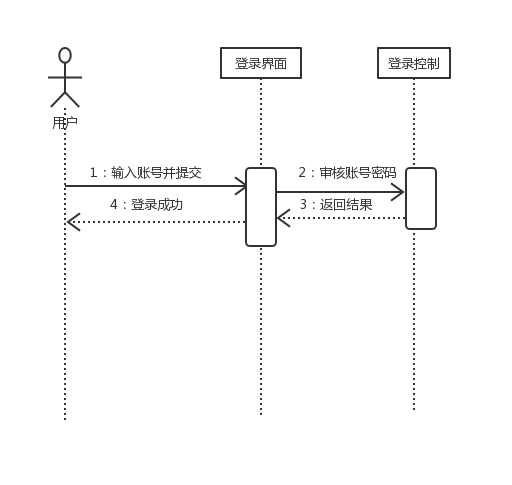 登录界面
登录控制
用户
1：输入账号并提交
2：审核账号密码
4：登录成功
3：返回结果